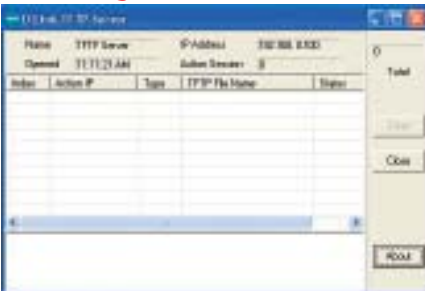 D-Link TFTP Server
Name TFTP Server IP Address 192.168.0.100
Opened 11:11:21 AM Active Session 0
0
Total
Index Action IP Type TFTP File Name Status
Clear
Close
About